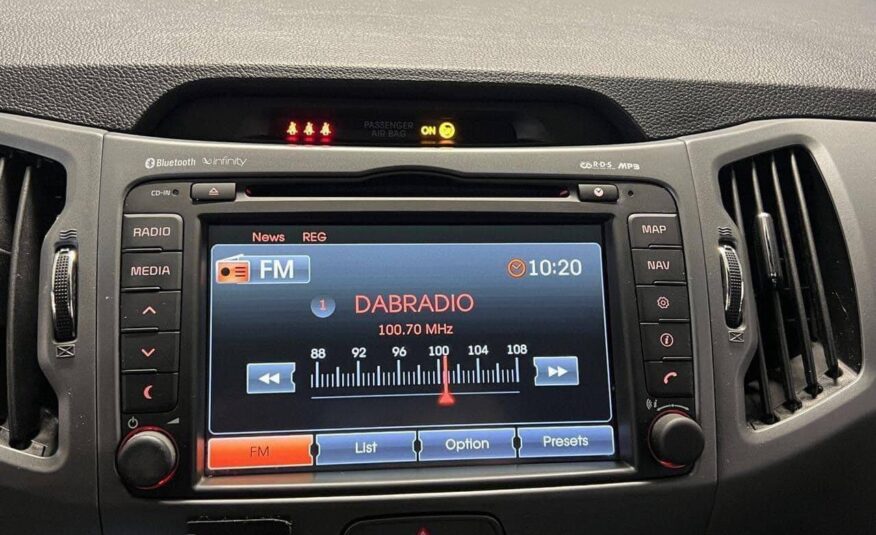 PASSENGER
AIR BAG
ON
Bluetooth infinity
R·D·S MP3
CD-IN
RADIO
MEDIA
MAP
NAV
News REG
FM
10:20
1 DABRADIO
100.70 MHz
88 92 96 100 104 108
FM List Option Presets